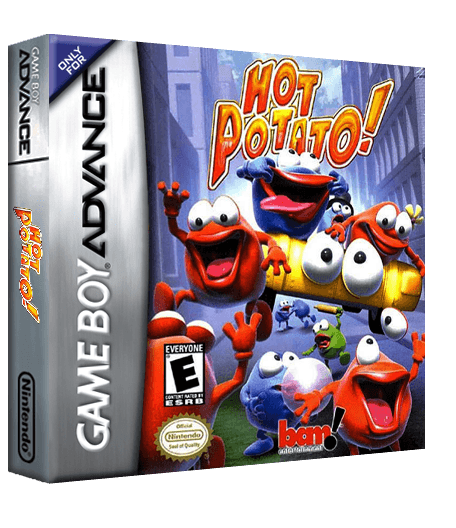 GAME BOY ADVANCE
HOT
POTATO!
Nintendo
GAME BOY ADVANCE
ONLY
FOR
HOT
POTATO!
EVERYONE
E
CONTENT RATED BY
ESRB
Official
Nintendo
Seal of Quality
bam!
entertainment